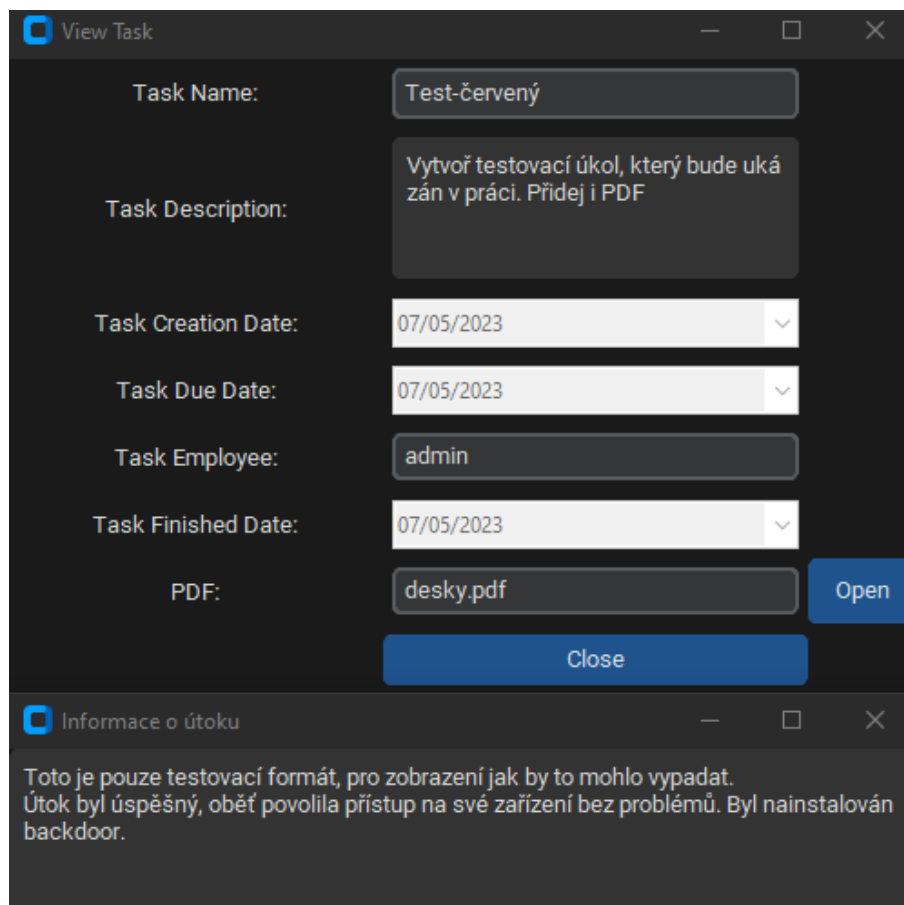 View Task
Task Name:
Test-červený
Task Description:
Vytvoř testovací úkol, který bude uká
zán v práci. Přidej i PDF
Task Creation Date:
07/05/2023
Task Due Date:
07/05/2023
Task Employee:
admin
Task Finished Date:
07/05/2023
PDF:
desky.pdf
Open
Close
Informace o útoku
Toto je pouze testovací formát, pro zobrazení jak by to mohlo vypadat.
Útok byl úspěšný, oběť povolila přístup na své zařízení bez problémů. Byl nainstalován
backdoor.